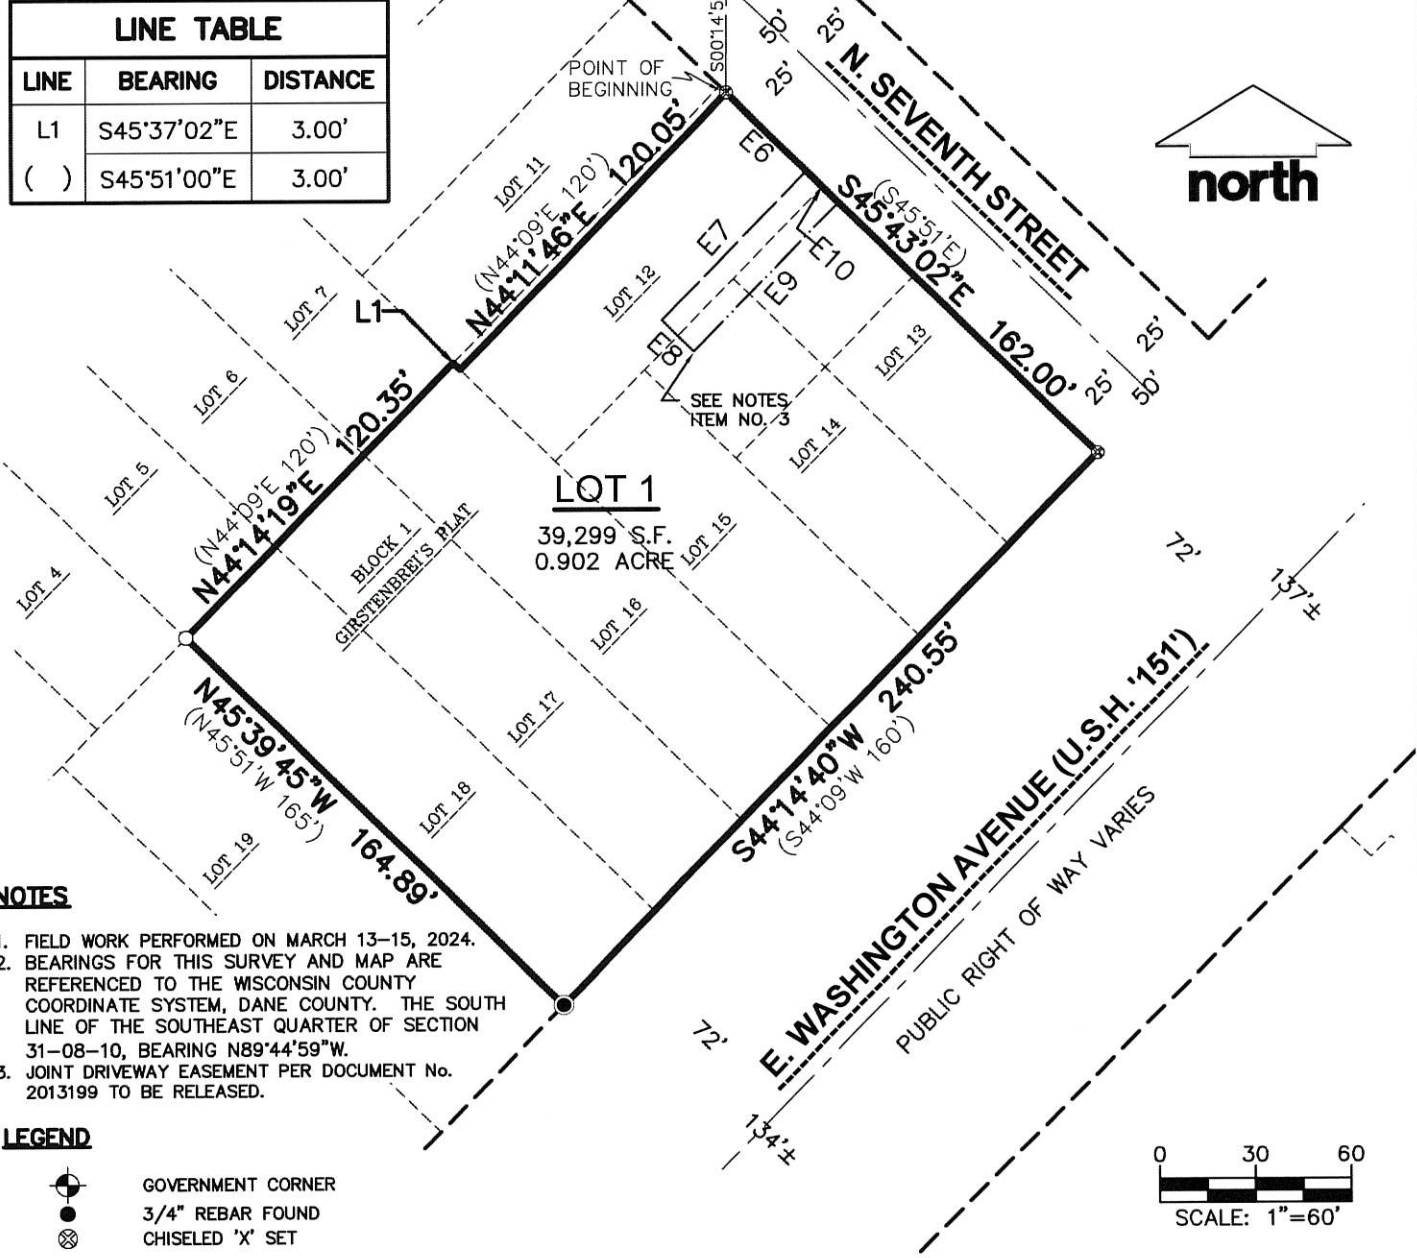 LINE TABLE
LINE BEARING DISTANCE
L1 S45°37'02"E 3.00'
( ) S45°51'00"E 3.00'
POINT OF
BEGINNING
50'
25'
25'
N. SEVENTH STREET
north
E6
S45°43'02"E 162.00'
(S45°51'E)
25'
25'
50'
LOT 11
(N44°09'E 120')
N44°11'46"E 120.05'
E7
E10
E9
E8
LOT 12
LOT 13
SEE NOTES
ITEM NO. 3
LOT 14
LOT 7
L1
LOT 6
LOT 5
LOT 4
(N44°09'E 120')
N44°14'19"E 120.35'
LOT 1
39,299 S.F.
0.902 ACRE
BLOCK 1
GIRSTENBREI'S PLAT
LOT 15
LOT 16
LOT 17
LOT 18
LOT 19
N45°39'45"W 164.89'
(N45°51'W 165')
S44°14'40"W 240.55'
(S44°09'W 160')
72'
137'±
E. WASHINGTON AVENUE (U.S.H. '151')
PUBLIC RIGHT OF WAY VARIES
72'
134'±
NOTES
1. FIELD WORK PERFORMED ON MARCH 13-15, 2024.
2. BEARINGS FOR THIS SURVEY AND MAP ARE
REFERENCED TO THE WISCONSIN COUNTY
COORDINATE SYSTEM, DANE COUNTY. THE SOUTH
LINE OF THE SOUTHEAST QUARTER OF SECTION
31-08-10, BEARING N89°44'59"W.
3. JOINT DRIVEWAY EASEMENT PER DOCUMENT No.
2013199 TO BE RELEASED.
LEGEND
GOVERNMENT CORNER
3/4" REBAR FOUND
CHISELED 'X' SET
0 30 60
SCALE: 1"=60'